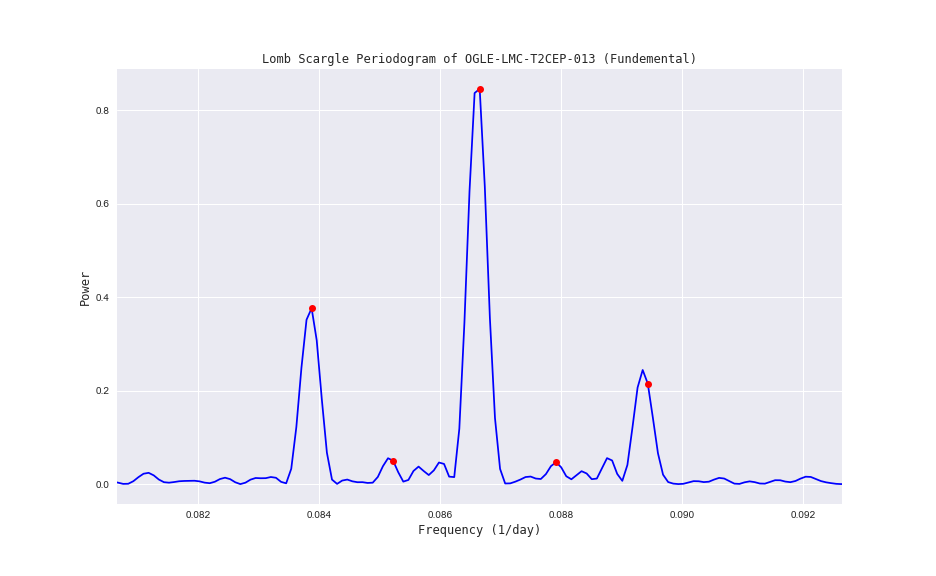 Lomb Scargle Periodogram of OGLE-LMC-T2CEP-013 (Fundemental)
0.8
0.6
0.4
0.2
0.0
Power
0.082 0.084 0.086 0.088 0.090 0.092
Frequency (1/day)